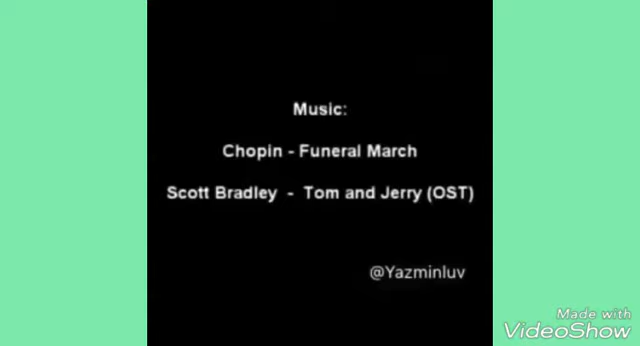 Music:
Chopin - Funeral March
Scott Bradley - Tom and Jerry (OST)
@Yazminluv
Made with
VideoShow